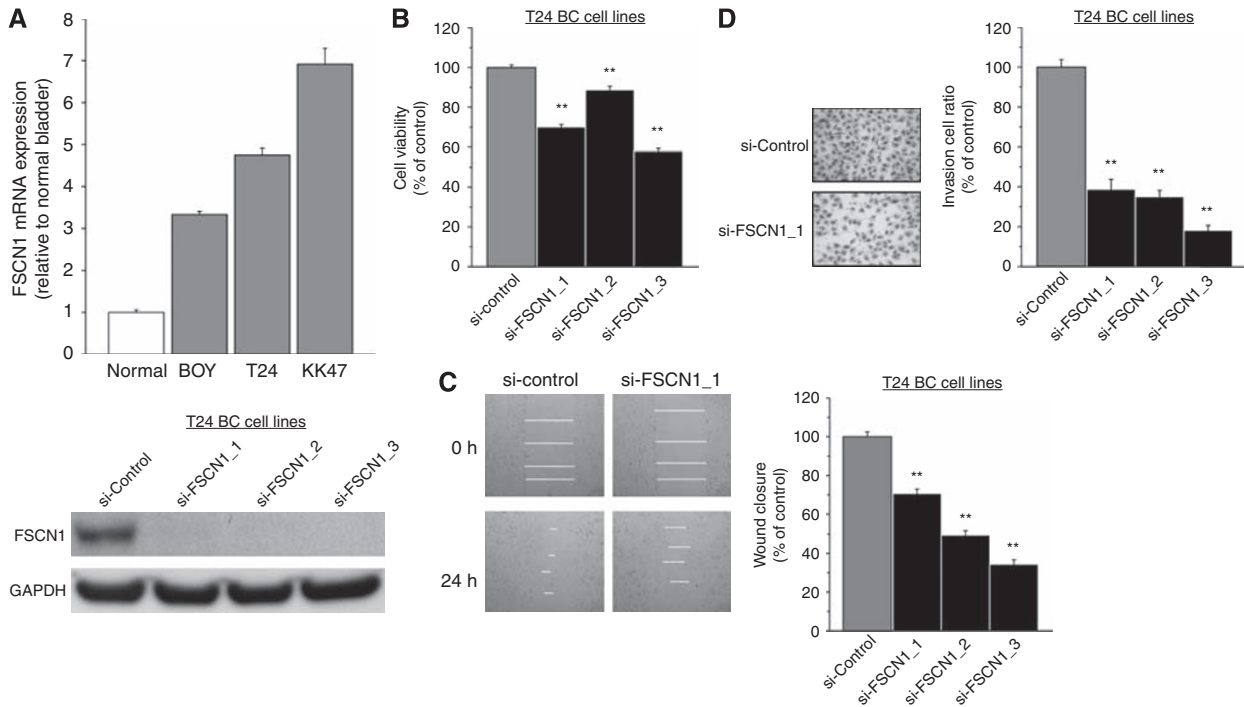 A
FSCN1 mRNA expression
(relative to normal bladder)
8
7
6
5
4
3
2
1
0
Normal BOY T24 KK47
T24 BC cell lines
si-Control si-FSCN1_1 si-FSCN1_2 si-FSCN1_3
FSCN1
GAPDH
B
T24 BC cell lines
Cell viability
(% of control)
120
100
80
60
40
20
0
** ** **
si-control si-FSCN1_1 si-FSCN1_2 si-FSCN1_3
C
si-control si-FSCN1_1
0 h
24 h
T24 BC cell lines
Wound closure
(% of control)
120
100
80
60
40
20
0
** ** **
si-Control si-FSCN1_1 si-FSCN1_2 si-FSCN1_3
D
si-Control
si-FSCN1_1
T24 BC cell lines
Invasion cell ratio
(% of control)
120
100
80
60
40
20
0
** ** **
si-Control si-FSCN1_1 si-FSCN1_2 si-FSCN1_3